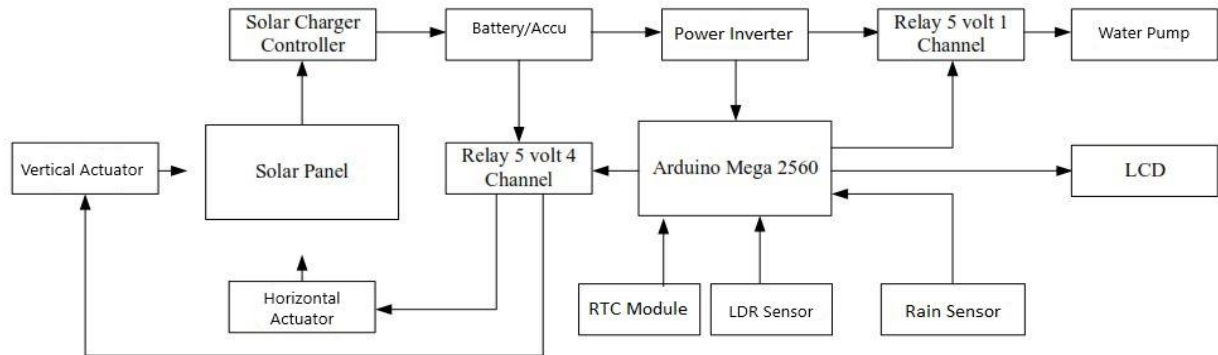 Solar Charger
Controller
Battery/Accu
Power Inverter
Relay 5 volt 1
Channel
Water Pump
Vertical Actuator
Solar Panel
Relay 5 volt 4
Channel
Arduino Mega 2560
LCD
Horizontal
Actuator
RTC Module
LDR Sensor
Rain Sensor